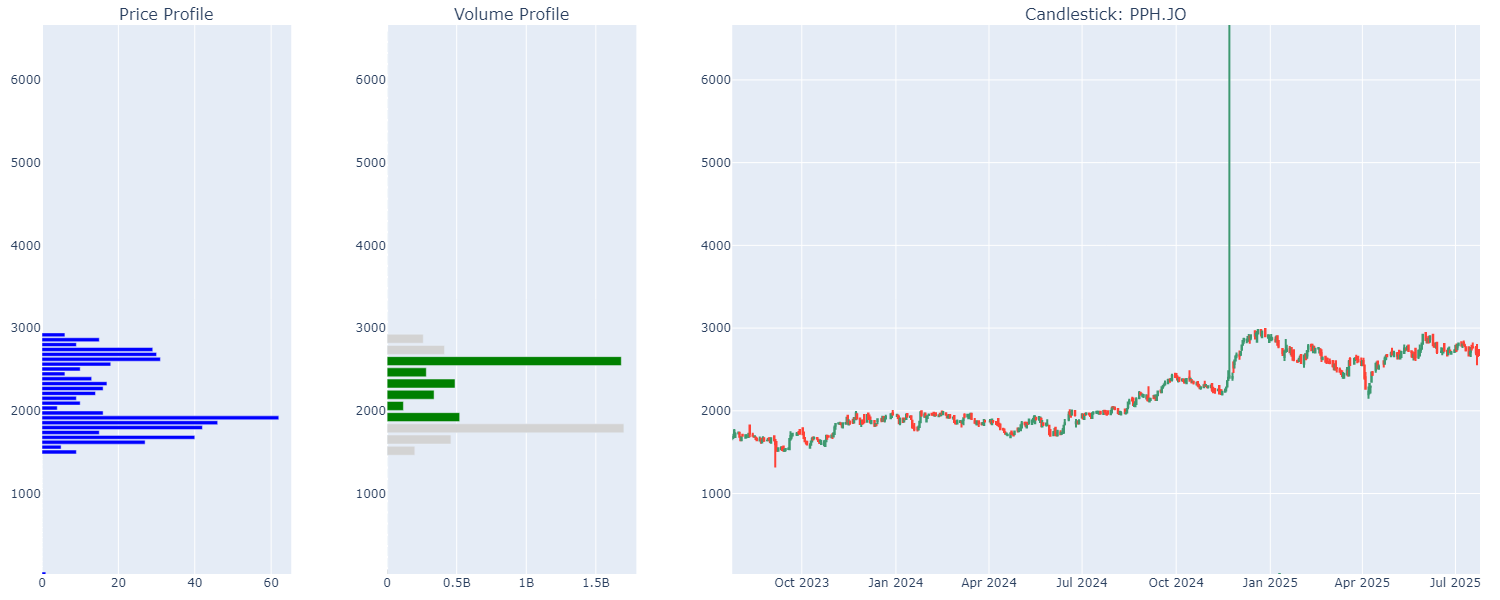 Price Profile
Volume Profile
Candlestick: PPH.JO
6000
5000
4000
3000
2000
1000
0
20
40
60
6000
5000
4000
3000
2000
1000
0
0.5B
1B
1.5B
6000
5000
4000
3000
2000
1000
Oct 2023
Jan 2024
Apr 2024
Jul 2024
Oct 2024
Jan 2025
Apr 2025
Jul 2025